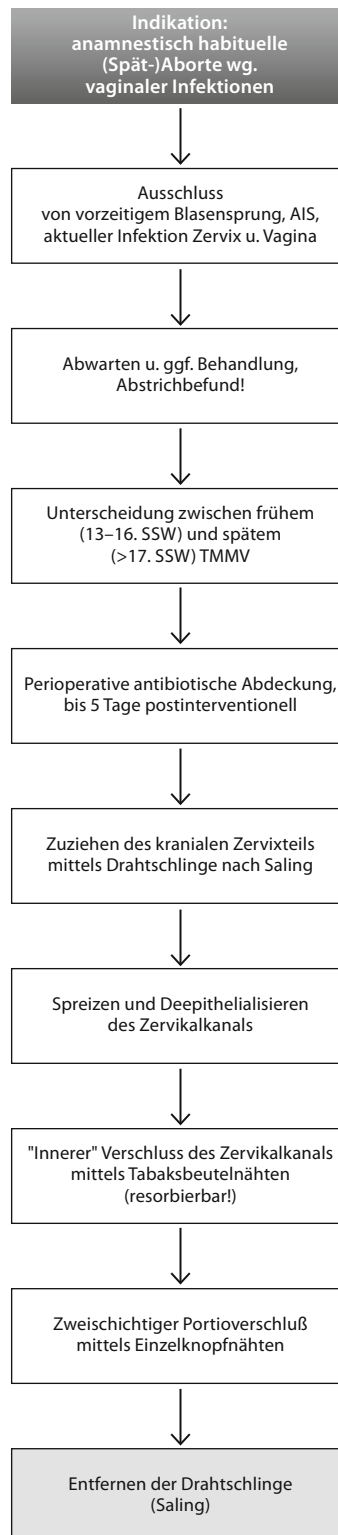 Indikation:
anamnestisch habituelle
(Spät-)Aborte wg.
vaginaler Infektionen
Ausschluss
von vorzeitigem Blasensprung, AIS,
aktueller Infektion Zervix u. Vagina
Abwarten u. ggf. Behandlung,
Abstrichbefund!
Unterscheidung zwischen frühem
(13–16. SSW) und spätem
(>17. SSW) TMMV
Perioperative antibiotische Abdeckung,
bis 5 Tage postinterventionell
Zuziehen des kranialen Zervixteils
mittels Drahtschlinge nach Saling
Spreizen und Deepithelialisieren
des Zervikalkanals
"Innerer" Verschluss des Zervikalkanals
mittels Tabaksbeutelnähten
(resorbierbar!)
Zweischichtiger Portioverschluß
mittels Einzelknopfnähten
Entfernen der Drahtschlinge
(Saling)